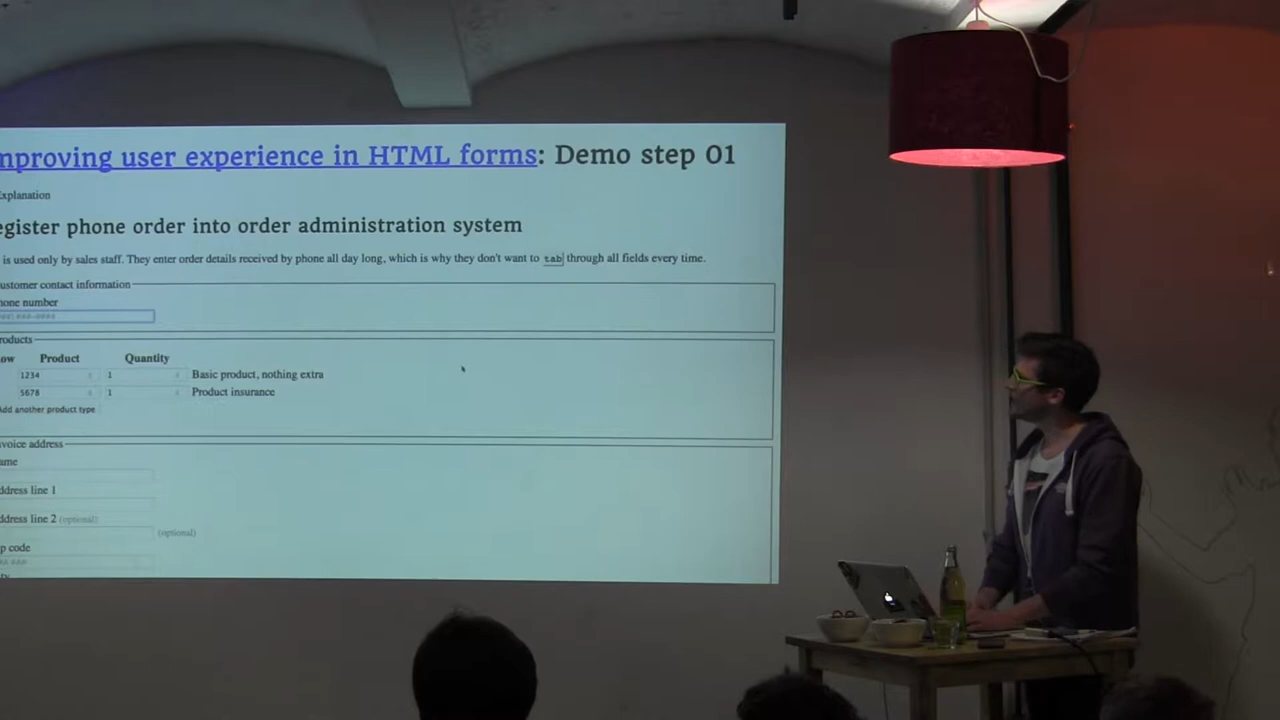 mproving user experience in HTML forms: Demo step 01
Explanation
egister phone order into order administration system
is used only by sales staff. They enter order details received by phone all day long, which is why they don't want to tab through all fields every time.
ustomer contact information
hone number
roducts
ow Product Quantity
1234 1 Basic product, nothing extra
5678 1 Product insurance
Add another product type
nvoice address
ame
ddress line 1
ddress line 2 (optional)
(optional)
p code